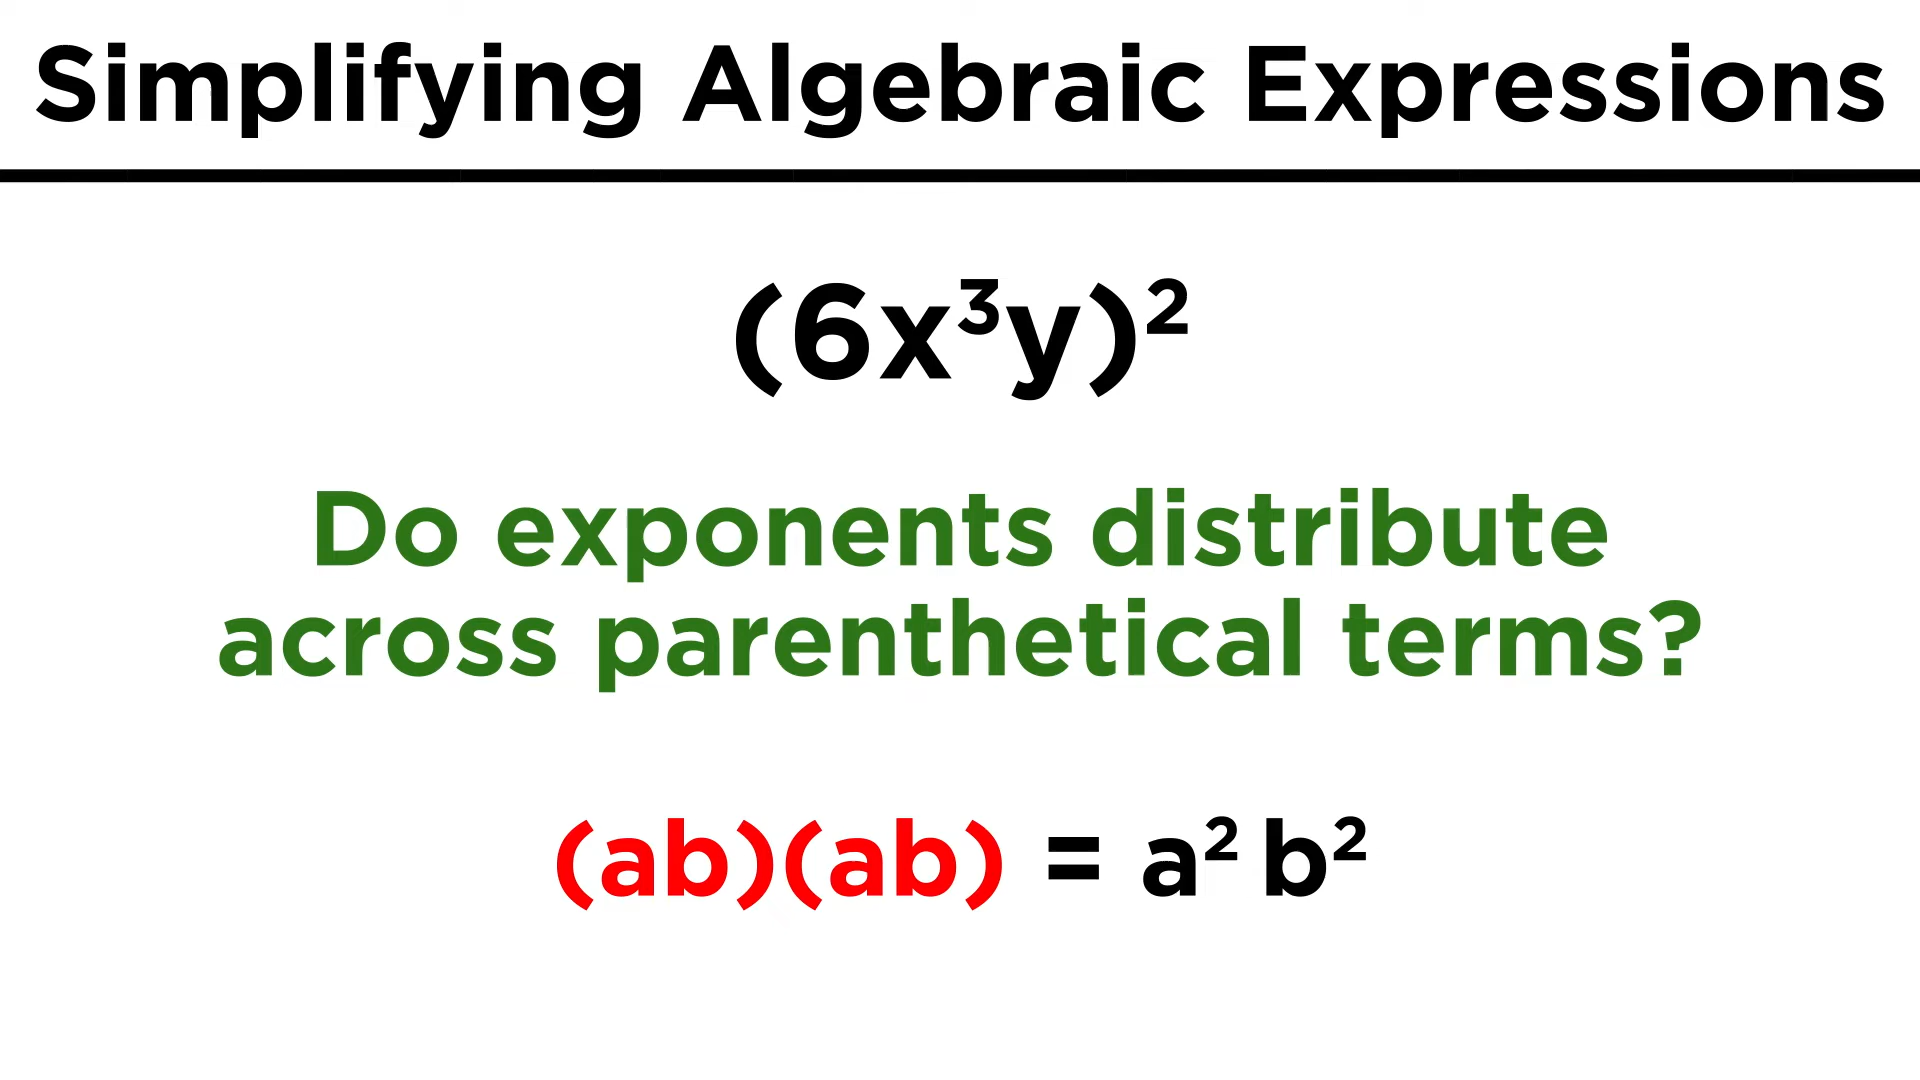 Simplifying Algebraic Expressions
(6x³y)²
Do exponents distribute
across parenthetical terms?
(ab)(ab) = a² b²